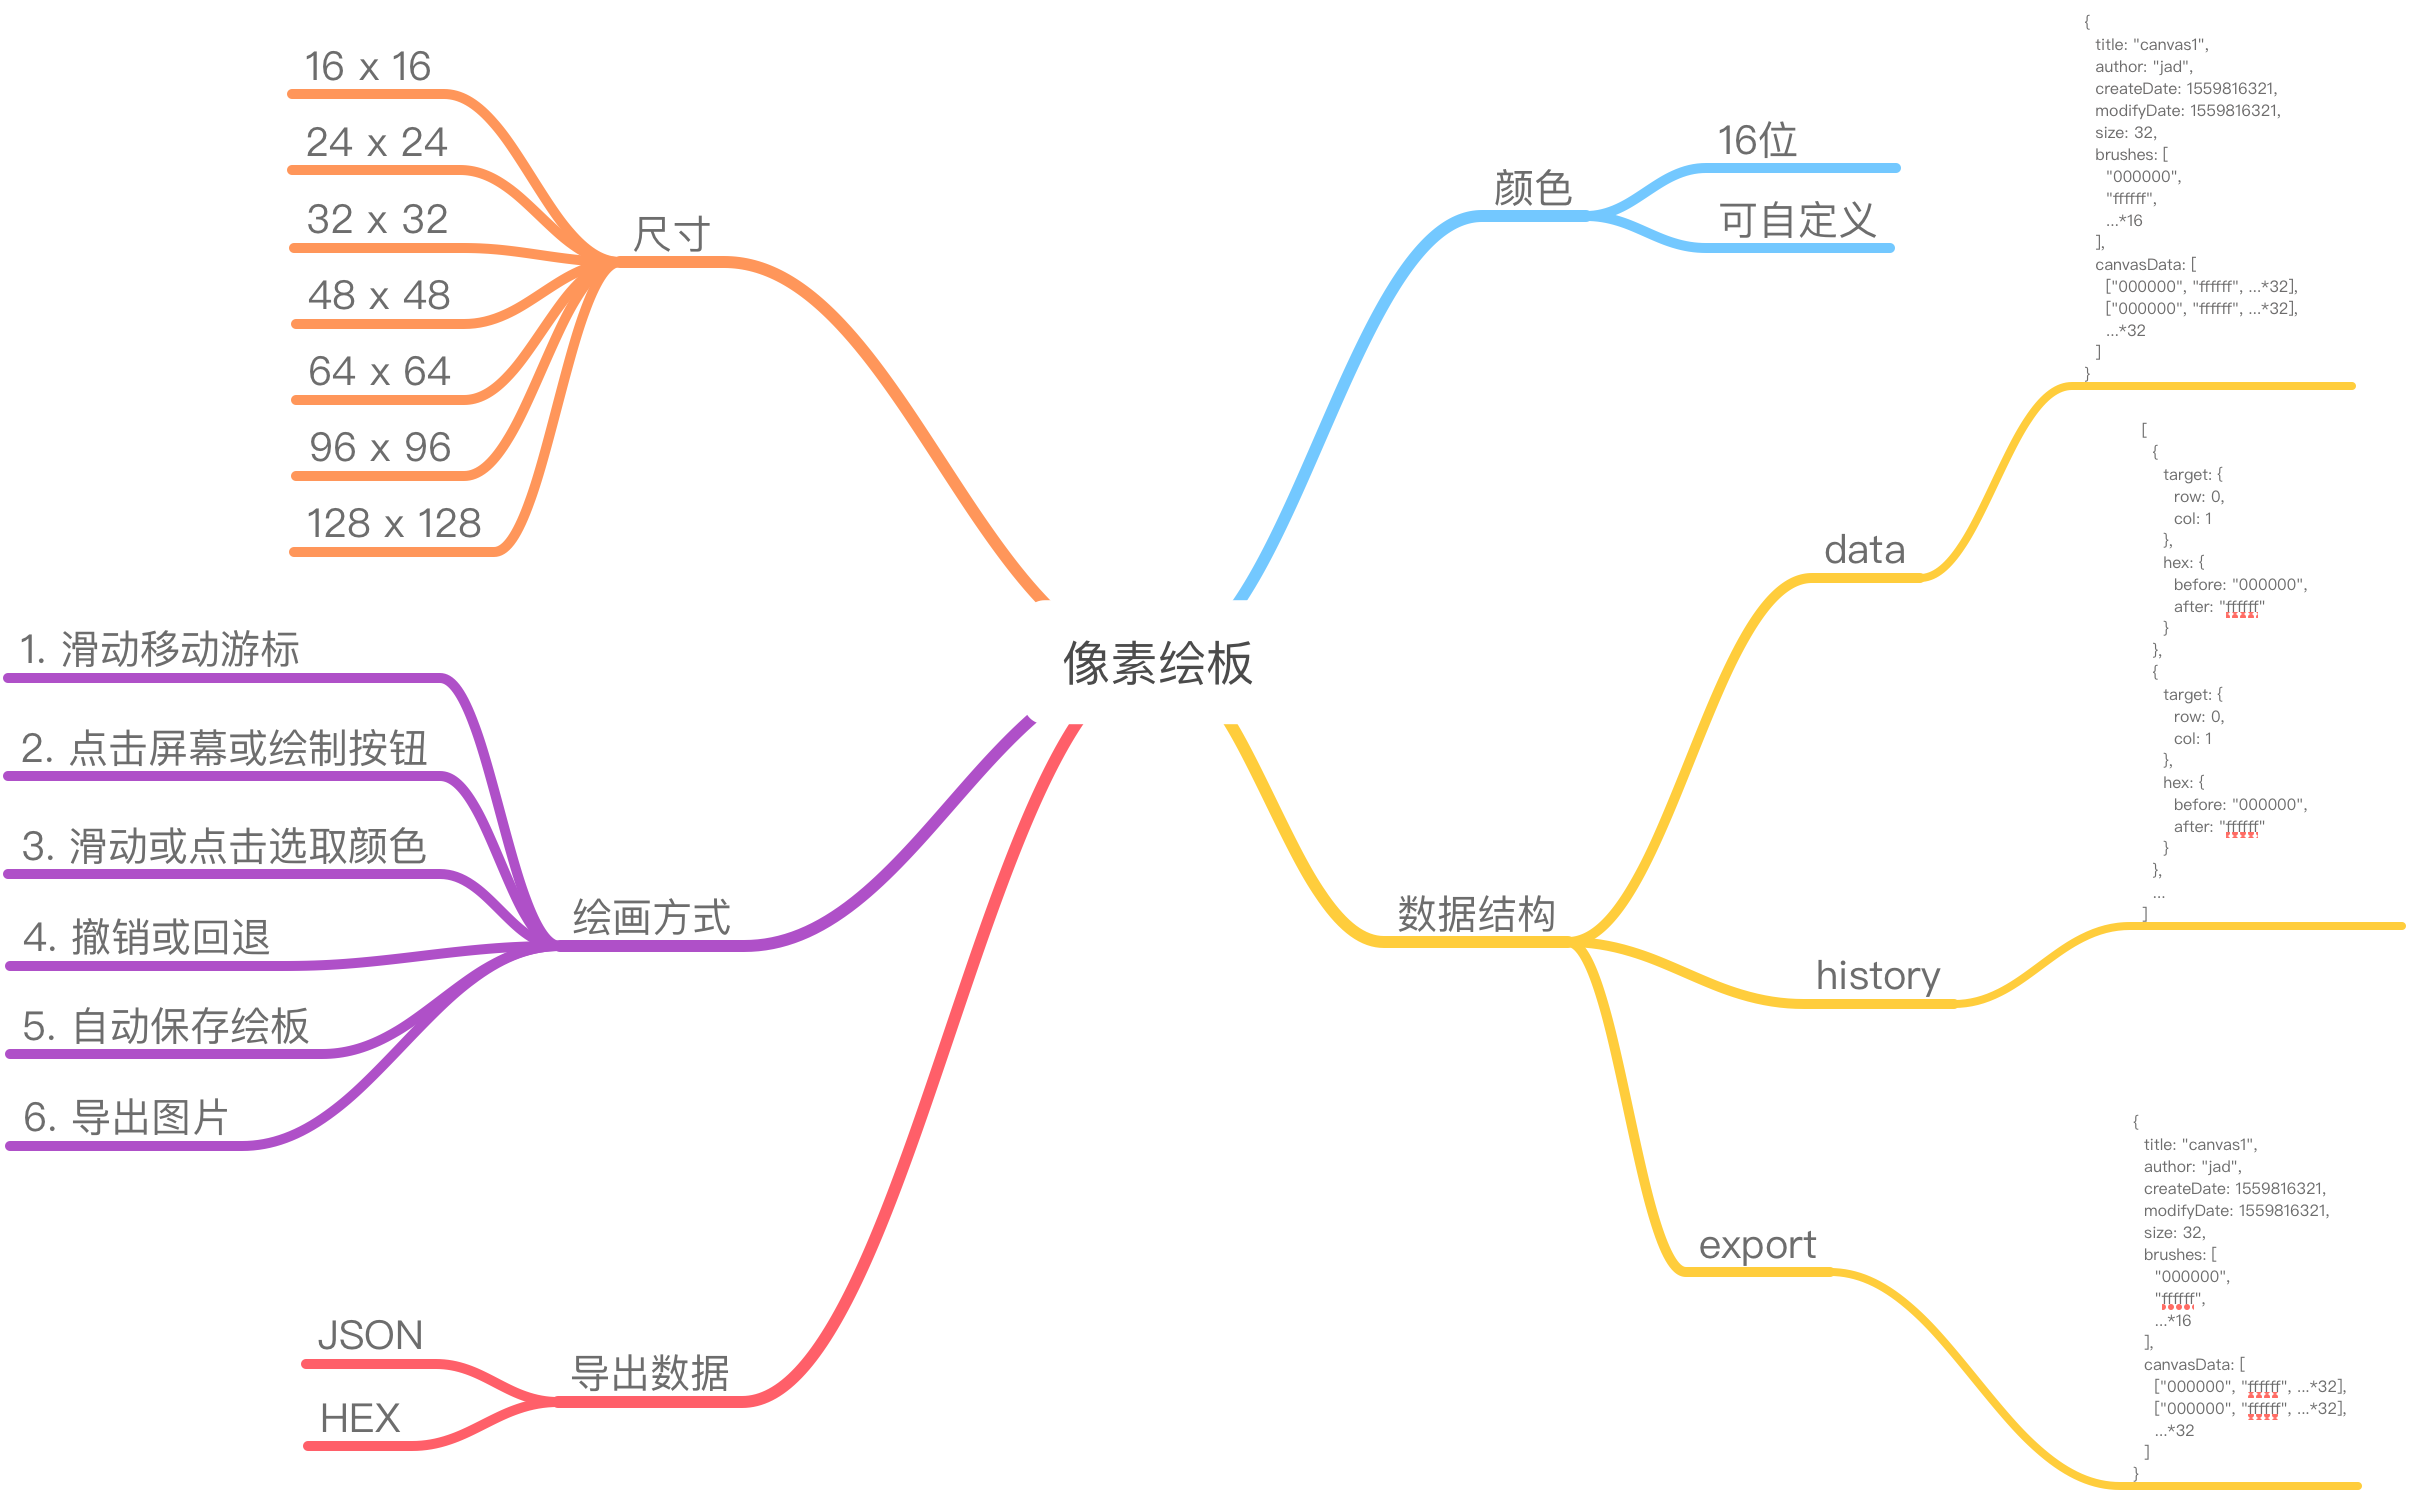 像素绘板
尺寸
16 x 16
24 x 24
32 x 32
48 x 48
64 x 64
96 x 96
128 x 128
绘画方式
1. 滑动移动游标
2. 点击屏幕或绘制按钮
3. 滑动或点击选取颜色
4. 撤销或回退
5. 自动保存绘板
6. 导出图片
导出数据
JSON
HEX
颜色
16位
可自定义
数据结构
data
{
title: "canvas1",
author: "jad",
createDate: 1559816321,
modifyDate: 1559816321,
size: 32,
brushes: [
"000000",
"ffffff",
...*16
],
canvasData: [
["000000", "ffffff", ...*32],
["000000", "ffffff", ...*32],
...*32
]
}
history
[
{
target: {
row: 0,
col: 1
},
hex: {
before: "000000",
after: "ffffff"
}
},
{
target: {
row: 0,
col: 1
},
hex: {
before: "000000",
after: "ffffff"
}
},
...
]
export
{
title: "canvas1",
author: "jad",
createDate: 1559816321,
modifyDate: 1559816321,
size: 32,
brushes: [
"000000",
"ffffff",
...*16
],
canvasData: [
["000000", "ffffff", ...*32],
["000000", "ffffff", ...*32],
...*32
]
}